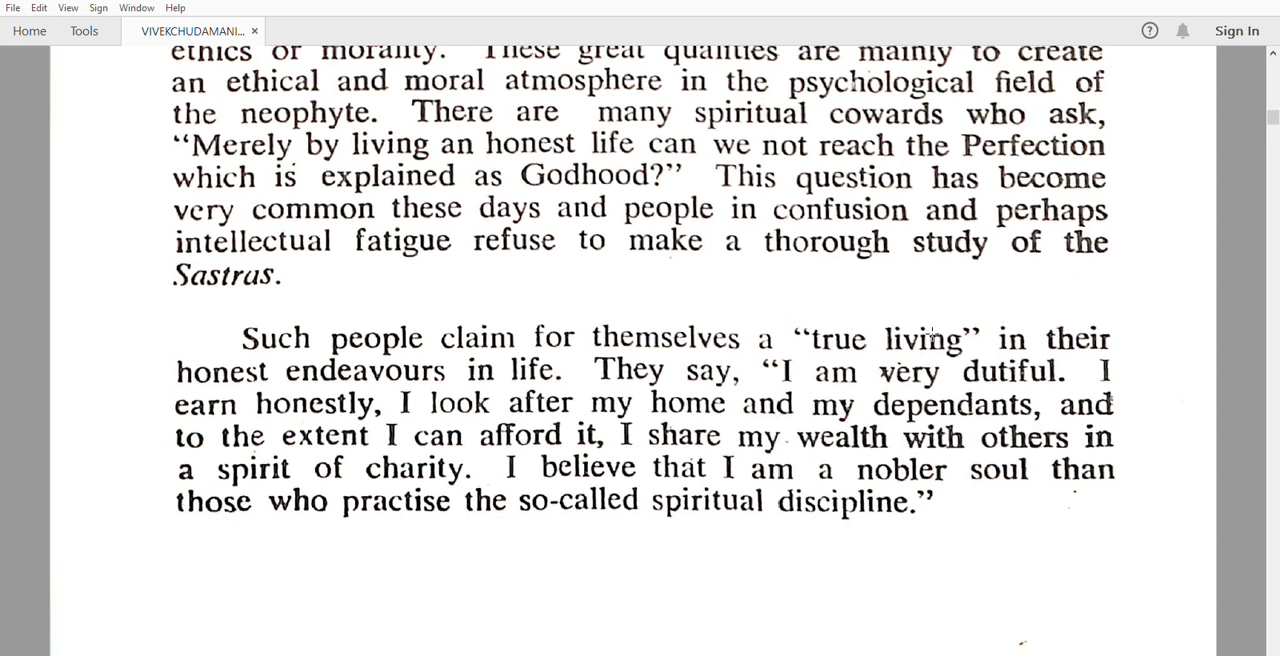 File Edit View Sign Window Help
Home Tools VIVEKCHUDAMANI... × Sign In
ethics or morality. These great qualities are mainly to create
an ethical and moral atmosphere in the psychological field of
the neophyte. There are many spiritual cowards who ask,
“Merely by living an honest life can we not reach the Perfection
which is explained as Godhood?” This question has become
very common these days and people in confusion and perhaps
intellectual fatigue refuse to make a thorough study of the
Sastras.
Such people claim for themselves a “true living” in their
honest endeavours in life. They say, “I am very dutiful. I
earn honestly, I look after my home and my dependants, and
to the extent I can afford it, I share my wealth with others in
a spirit of charity. I believe that I am a nobler soul than
those who practise the so-called spiritual discipline.”